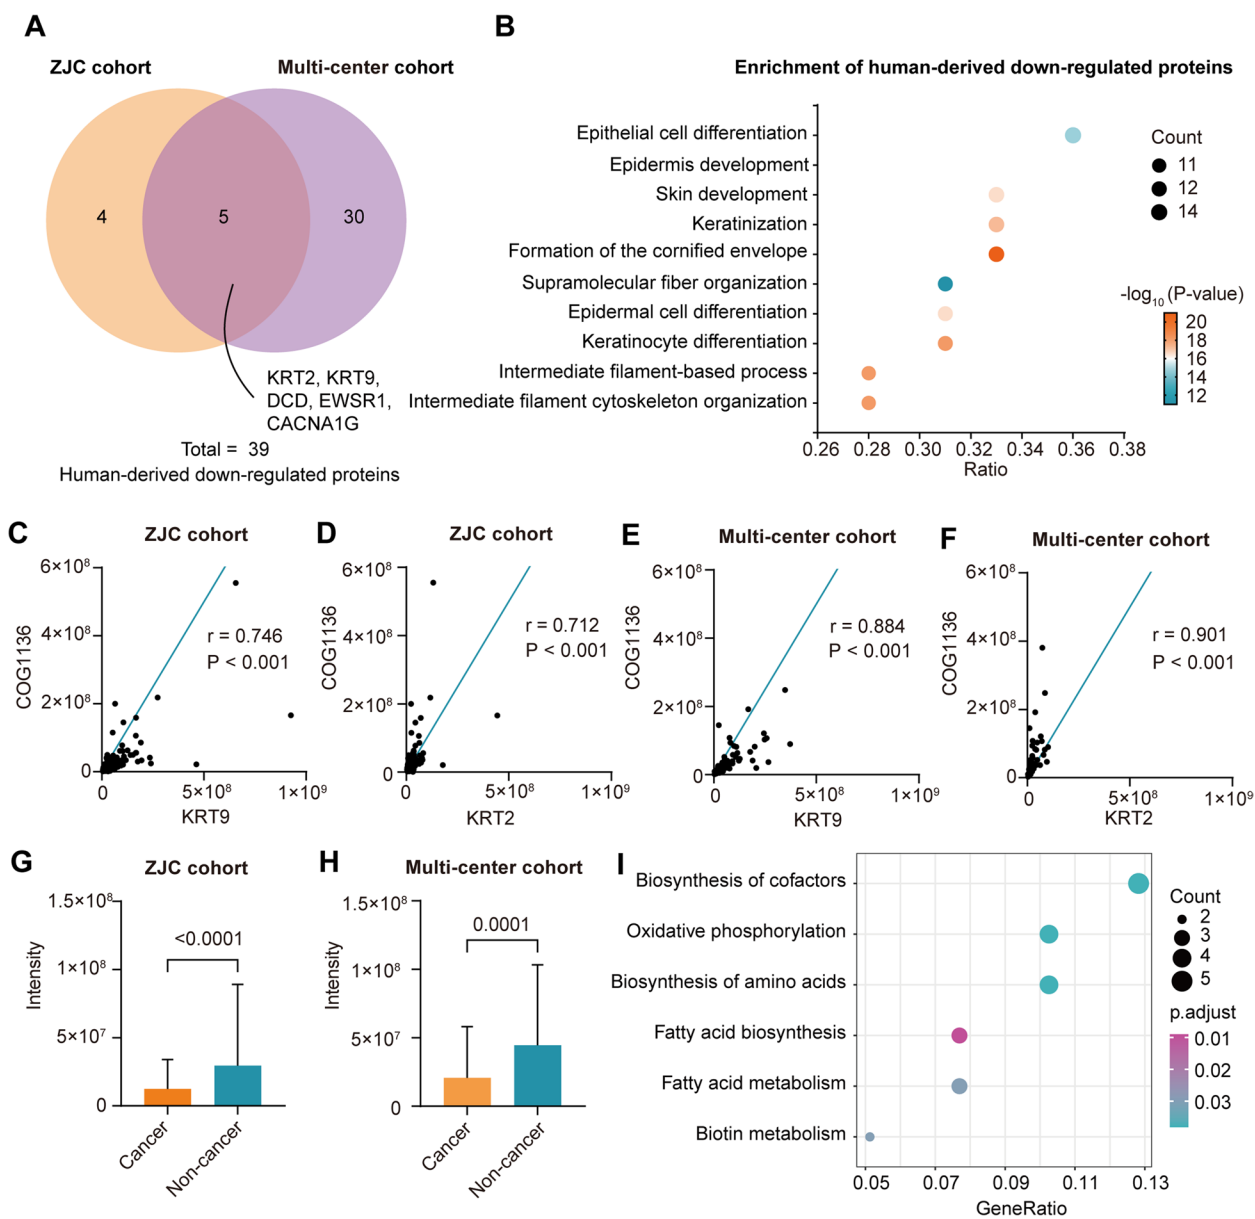 A
ZJC cohort
Multi-center cohort
4
5
30
KRT2, KRT9,
DCD, EWSR1,
CACNA1G
Total = 39
Human-derived down-regulated proteins
B
Enrichment of human-derived down-regulated proteins
Epithelial cell differentiation
Epidermis development
Skin development
Keratinization
Formation of the cornified envelope
Supramolecular fiber organization
Epidermal cell differentiation
Keratinocyte differentiation
Intermediate filament-based process
Intermediate filament cytoskeleton organization
0.26 0.28 0.30 0.32 0.34 0.36 0.38
Ratio
Count
11
12
14
-log₁₀ (P-value)
20
18
16
14
12
C
ZJC cohort
6×10⁸
4×10⁸
2×10⁸
0
COG1136
r = 0.746
P < 0.001
0 5×10⁸ 1×10⁹
KRT9
D
ZJC cohort
6×10⁸
4×10⁸
2×10⁸
0
COG1136
r = 0.712
P < 0.001
0 5×10⁸ 1×10⁹
KRT2
E
Multi-center cohort
6×10⁸
4×10⁸
2×10⁸
0
COG1136
r = 0.884
P < 0.001
0 5×10⁸ 1×10⁹
KRT9
F
Multi-center cohort
6×10⁸
4×10⁸
2×10⁸
0
COG1136
r = 0.901
P < 0.001
0 5×10⁸ 1×10⁹
KRT2
G
ZJC cohort
1.5×10⁸
1×10⁸
5×10⁷
0
Intensity
<0.0001
Cancer
Non-cancer
H
Multi-center cohort
1.5×10⁸
1×10⁸
5×10⁷
0
Intensity
0.0001
Cancer
Non-cancer
I
Biosynthesis of cofactors
Oxidative phosphorylation
Biosynthesis of amino acids
Fatty acid biosynthesis
Fatty acid metabolism
Biotin metabolism
0.05 0.07 0.09 0.11 0.13
GeneRatio
Count
2
3
4
5
p.adjust
0.01
0.02
0.03